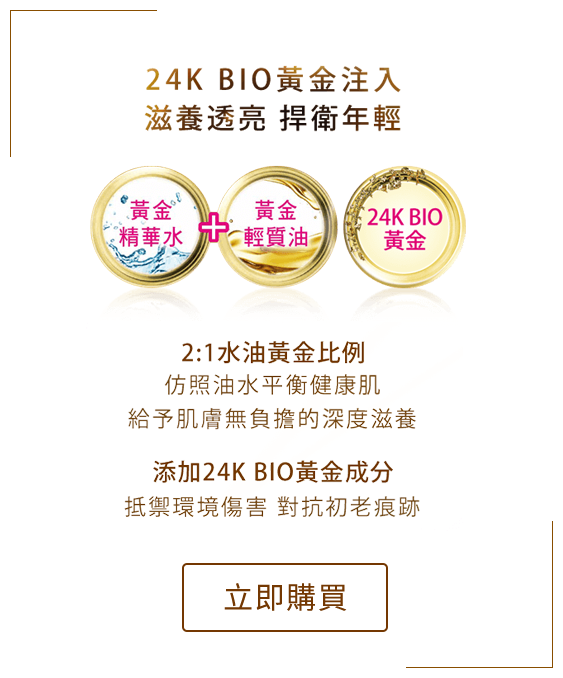 24K BIO黃金注入
滋養透亮 捍衛年輕
黃金
精華水
+
黃金
輕質油
24K BIO
黃金
2:1水油黃金比例
仿照油水平衡健康肌
給予肌膚無負擔的深度滋養
添加24K BIO黃金成分
抵禦環境傷害 對抗初老痕跡
立即購買